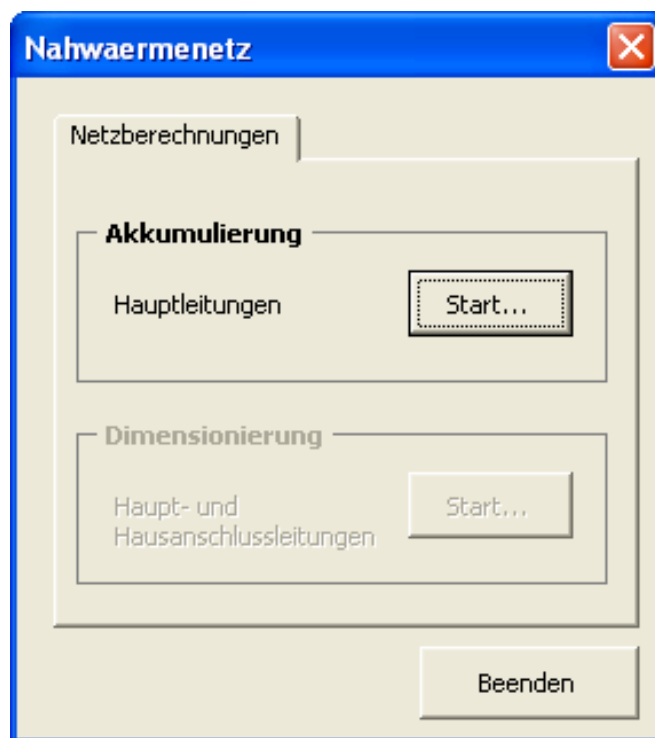 Nahwaermenetz
Netzberechnungen
Akkumulierung
Hauptleitungen
Start...
Dimensionierung
Haupt- und
Hausanschlussleitungen
Start...
Beenden